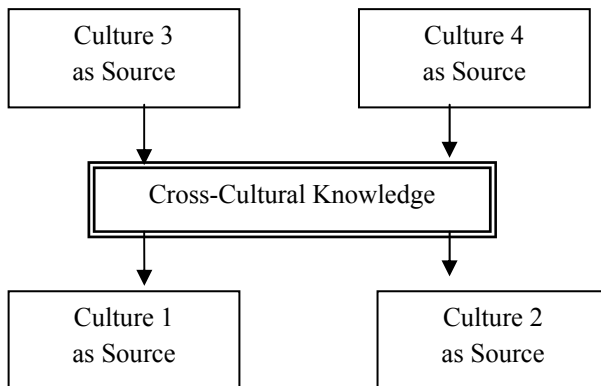 Culture 3
as Source
Culture 4
as Source
Cross-Cultural Knowledge
Culture 1
as Source
Culture 2
as Source